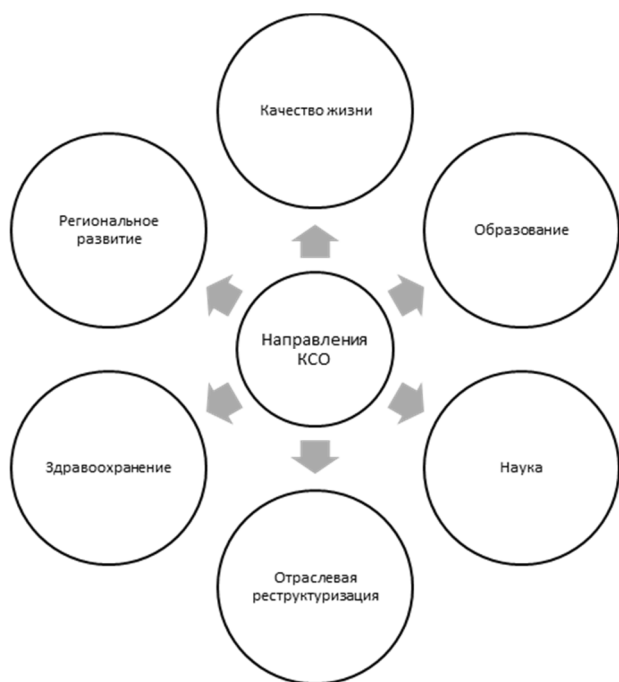 Качество жизни
Региональное
развитие
Образование
Направления
КСО
Здравоохранение
Наука
Отраслевая
реструктуризация